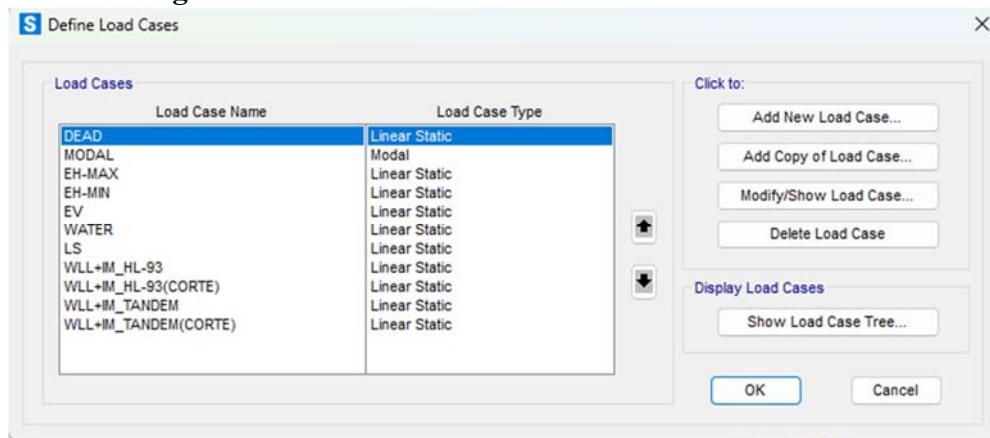 S Define Load Cases
Load Cases
Load Case Name Load Case Type
DEAD Linear Static
MODAL Modal
EH-MAX Linear Static
EH-MIN Linear Static
EV Linear Static
WATER Linear Static
LS Linear Static
WLL+IM_HL-93 Linear Static
WLL+IM_HL-93(CORTE) Linear Static
WLL+IM_TANDEM Linear Static
WLL+IM_TANDEM(CORTE) Linear Static
Click to:
Add New Load Case...
Add Copy of Load Case...
Modify/Show Load Case...
Delete Load Case
Display Load Cases
Show Load Case Tree...
OK Cancel